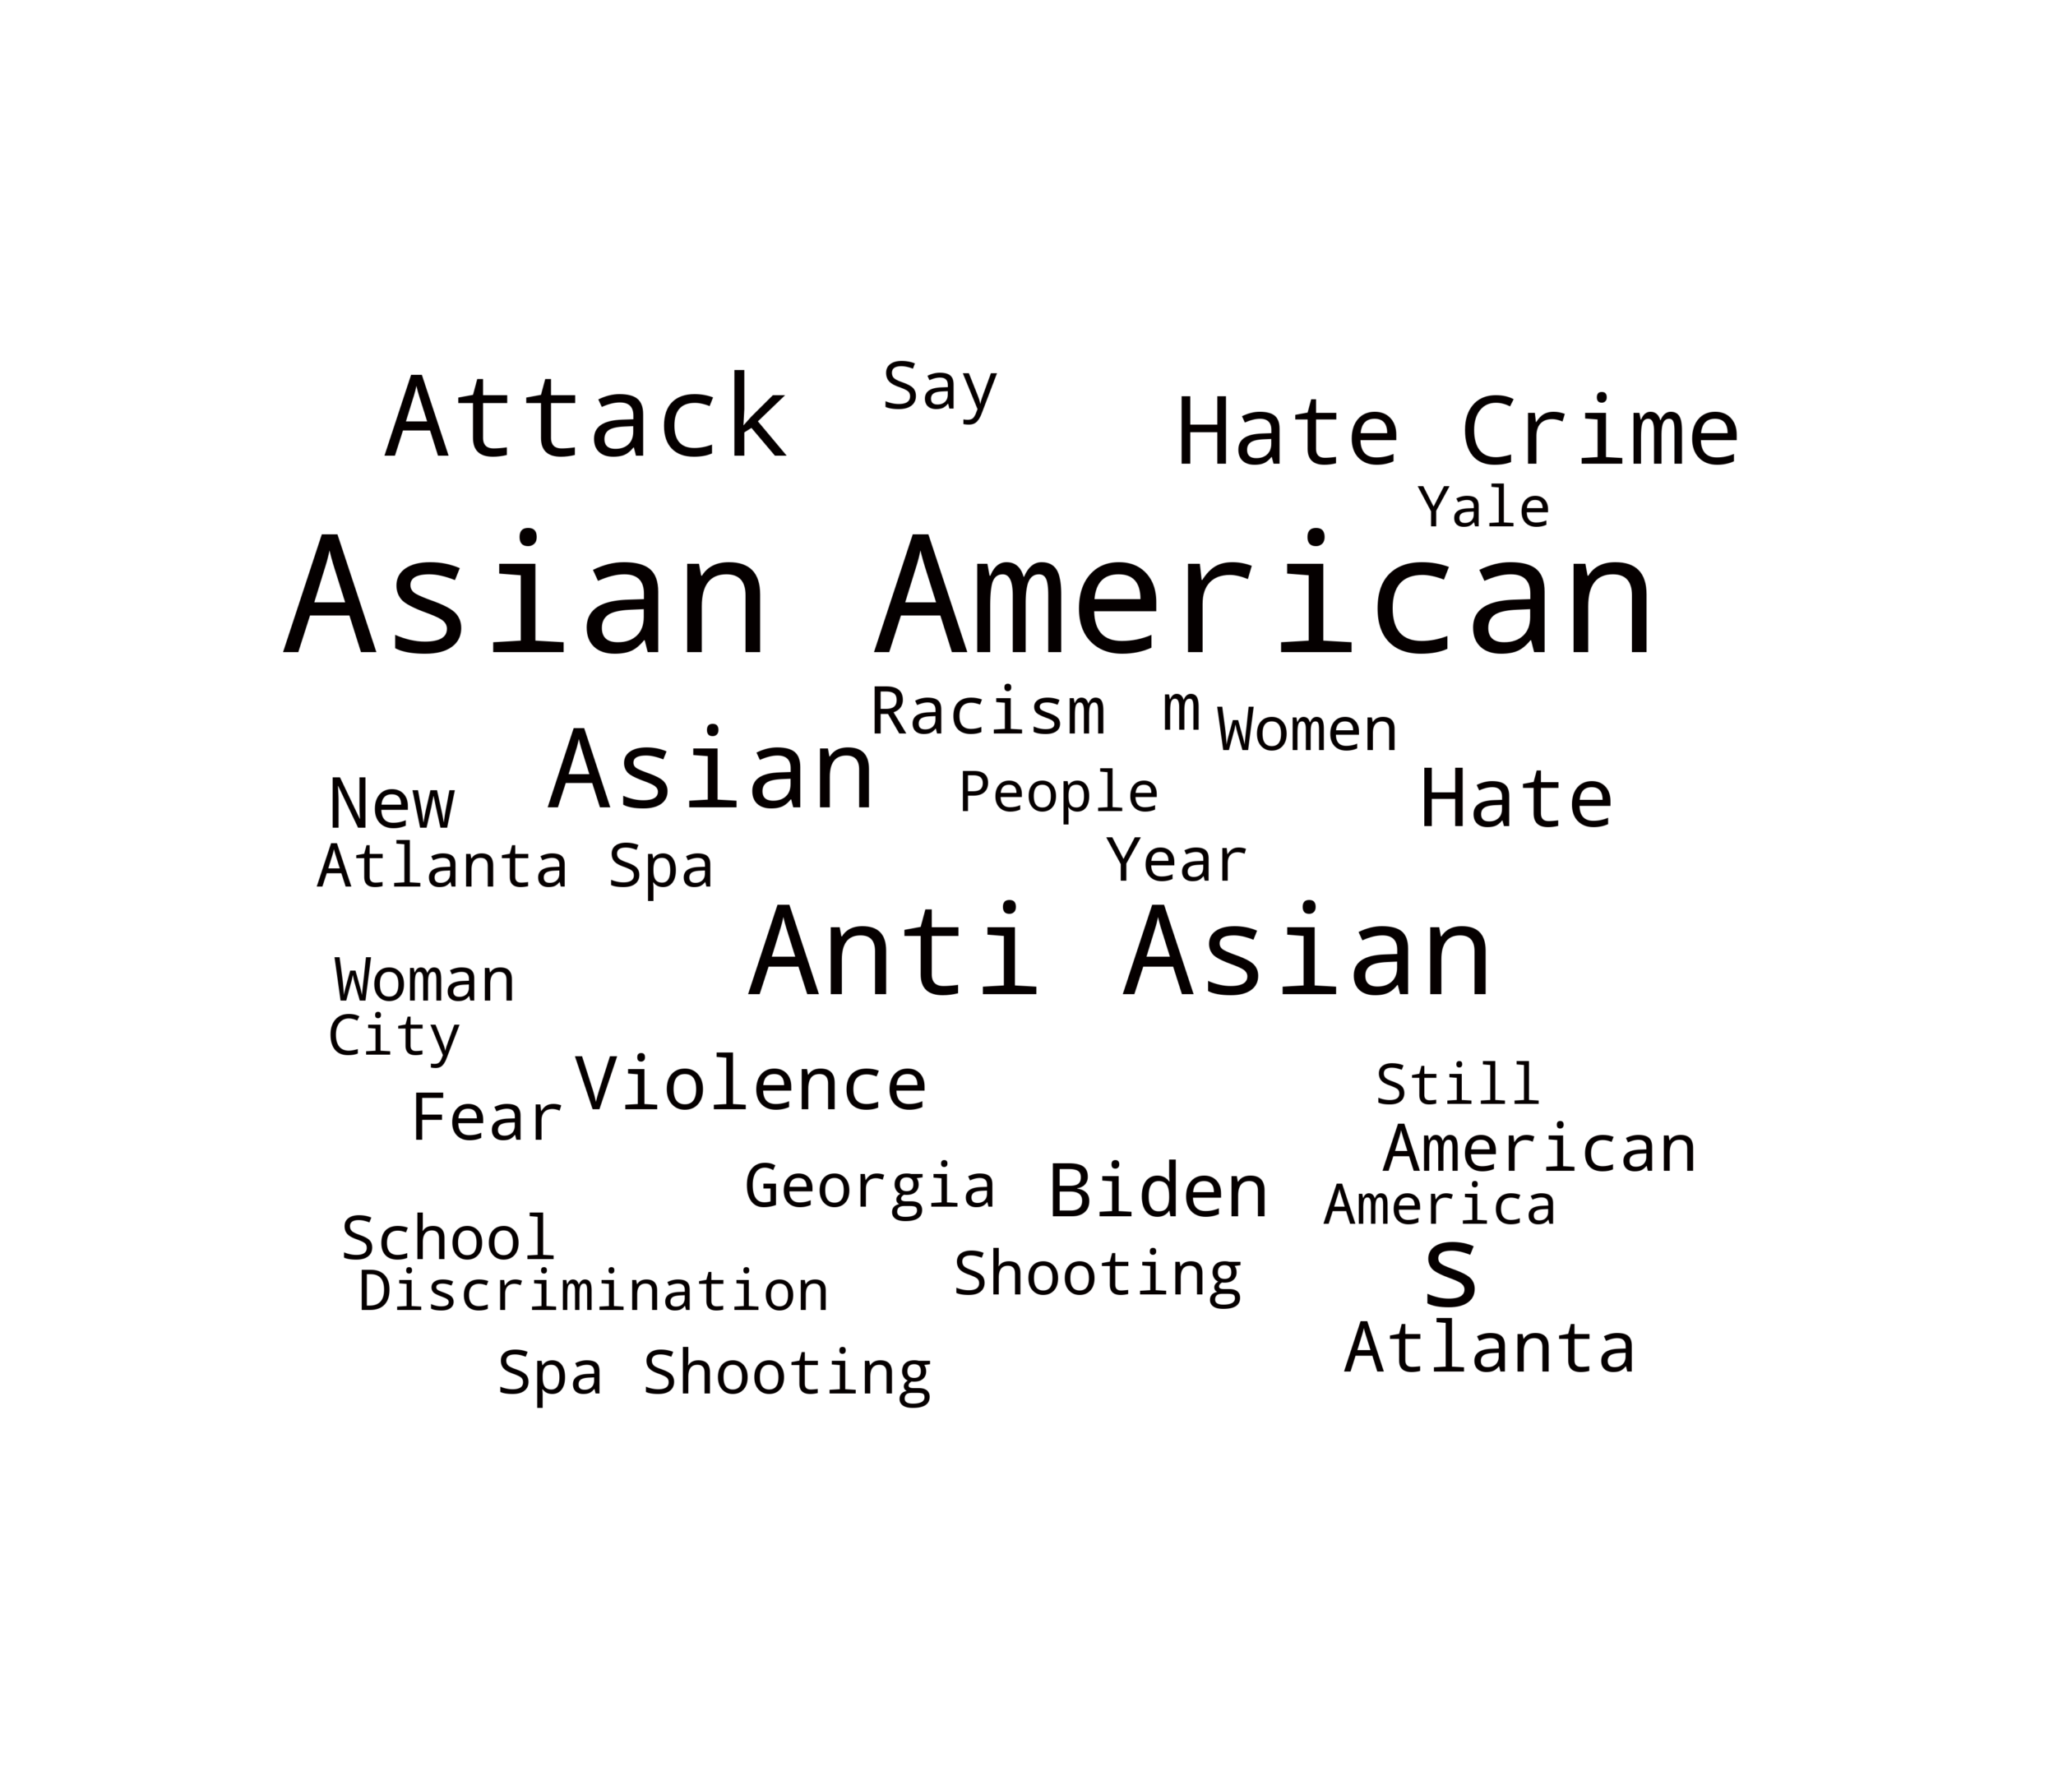 Attack
Say
Hate Crime
Yale
Asian American
Racism
m
Women
Asian
People
Hate
New
Atlanta Spa
Year
Anti Asian
Woman
City
Violence
Still
Fear
American
Georgia
Biden
America
School
Shooting
s
Discrimination
Atlanta
Spa Shooting